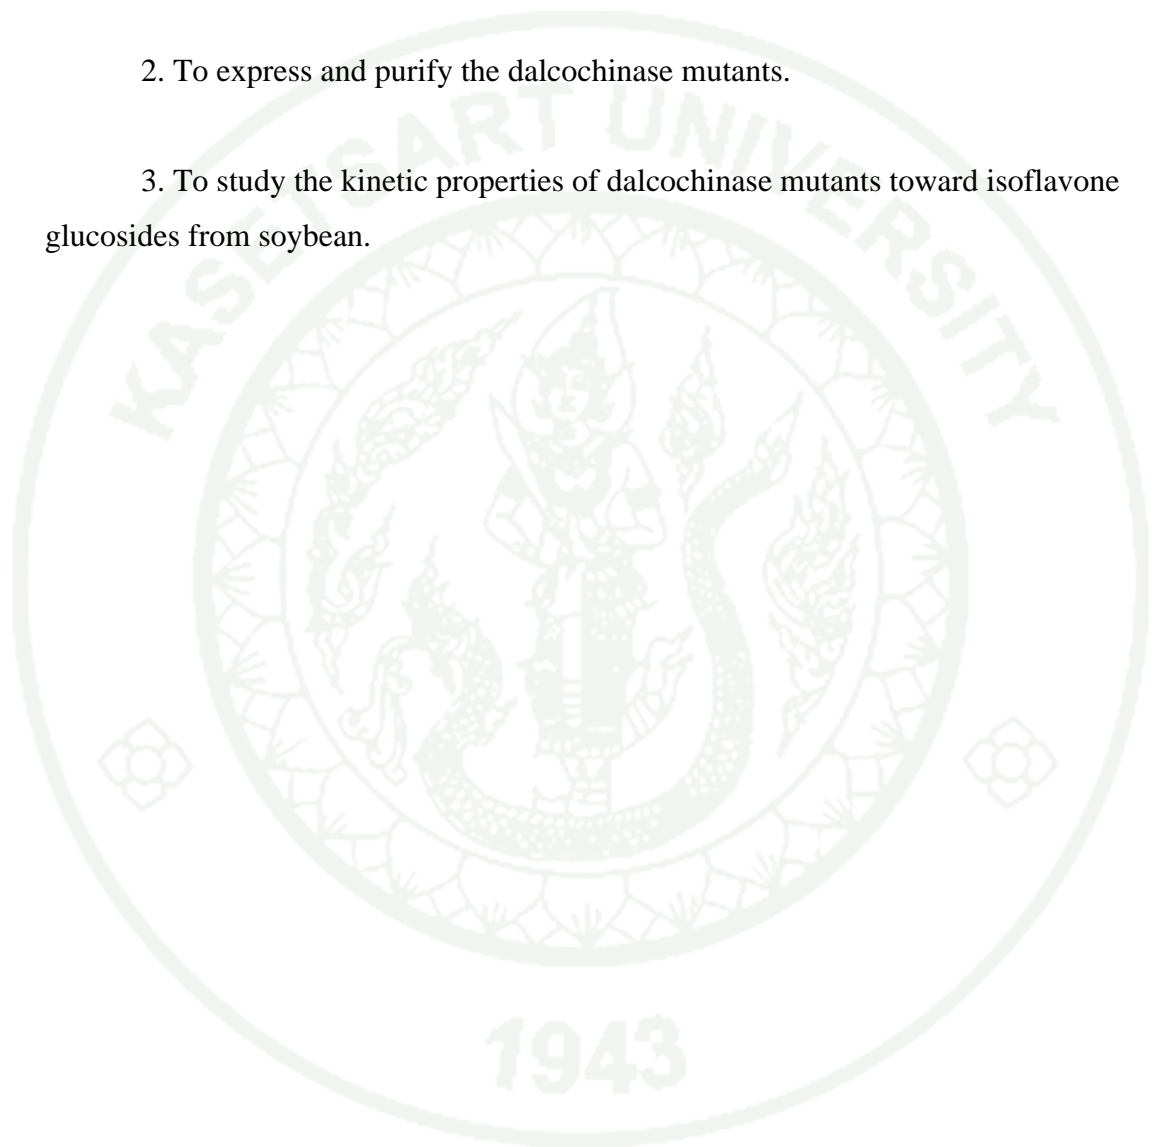 2. To express and purify the dalcochinase mutants.
3. To study the kinetic properties of dalcochinase mutants toward isoflavone
glucosides from soybean.
KASETSART UNIVERSITY
1943